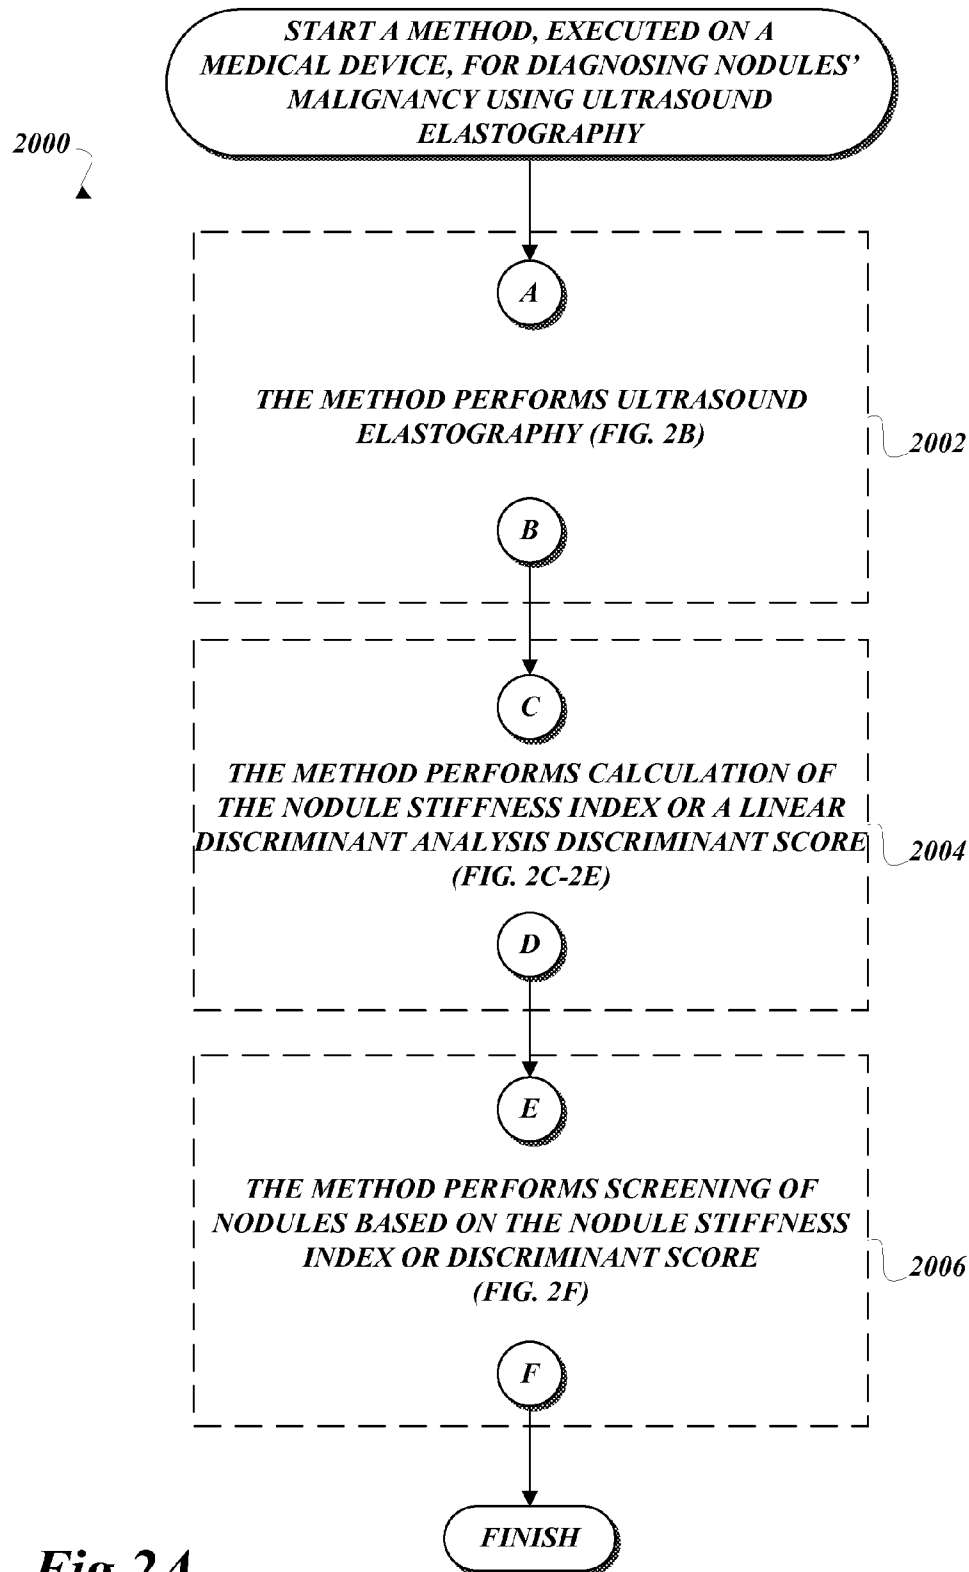 START A METHOD, EXECUTED ON A
MEDICAL DEVICE, FOR DIAGNOSING NODULES'
MALIGNANCY USING ULTRASOUND
ELASTOGRAPHY
2000
A
THE METHOD PERFORMS ULTRASOUND
ELASTOGRAPHY (FIG. 2B)
2002
B
C
THE METHOD PERFORMS CALCULATION OF
THE NODULE STIFFNESS INDEX OR A LINEAR
DISCRIMINANT ANALYSIS DISCRIMINANT SCORE
(FIG. 2C-2E)
2004
D
E
THE METHOD PERFORMS SCREENING OF
NODULES BASED ON THE NODULE STIFFNESS
INDEX OR DISCRIMINANT SCORE
(FIG. 2F)
2006
F
FINISH
Fig.2A